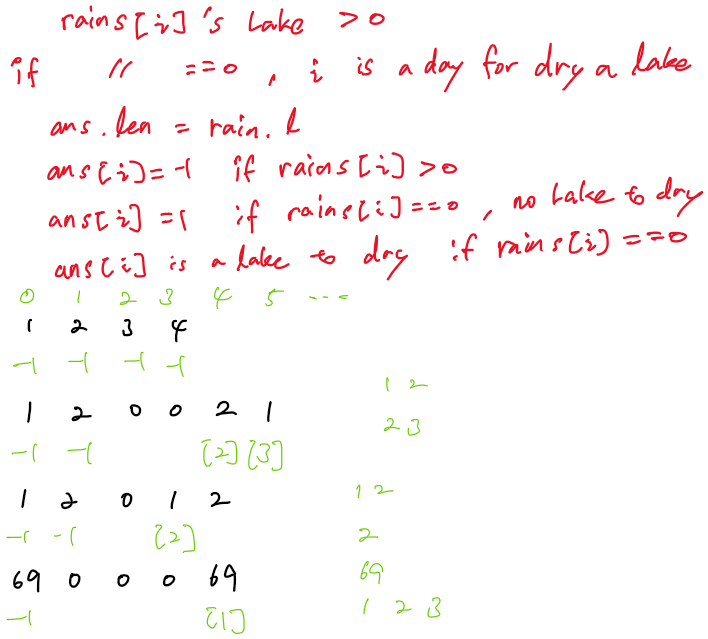 rains[i]'s Lake >0
if 〃 ==0, i is a day for dry a lake
ans.len = rain.l
ans[i]=-1 if rains[i]>0
ans[i]=1 if rains[i]==0, no Lake to dry
ans[i] is a lake to dry if rains[i]==0
0 1 2 3 4 5 ...
1 2 3 4
-1 -1 -1 -1
1 2
1 2 0 0 2 1
2 3
-1 -1 [2] [3]
1 2 0 1 2
1 2
-1 -1 [2]
2
69 0 0 0 69
69
-1 [1]
1 2 3